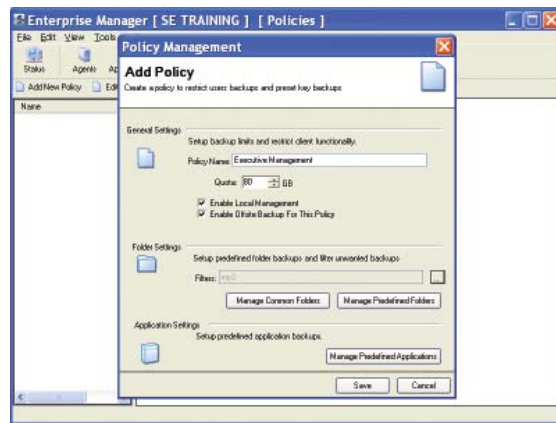 Enterprise Manager [ SE TRAINING ] [ Policies ]
File Edit View Tools
Policy Management
Status Agents Ap
Add Policy
Create a policy to restrict users backups and preset key backups
Add New Policy Edit
Name
General Settings
Setup backup limits and restrict client functionality.
Policy Name: Executive Management
Quota: 80 GB
Enable Local Management
Enable Offsite Backup For This Policy
Folder Settings
Setup predefined folder backups and filter unwanted backups
Filters: mp3
...
Manage Common Folders Manage Predefined Folders
Application Settings
Setup predefined application backups.
Manage Predefined Applications
Save Cancel